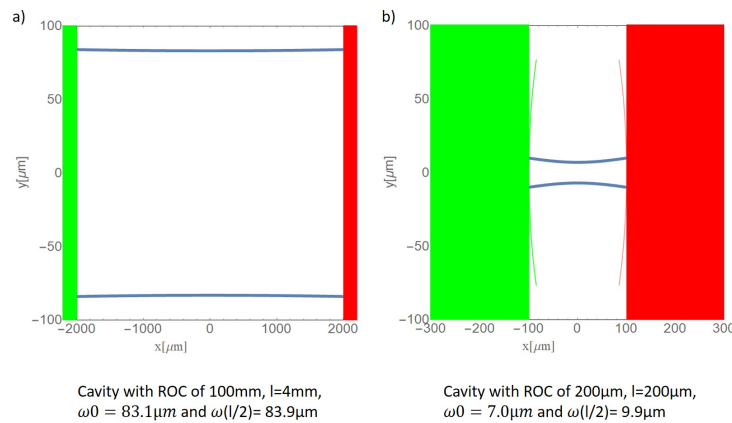 a)
b)
100
50
0
−50
−100
y[μm]
−2000
−1000
0
1000
2000
x[μm]
100
50
0
−50
−100
y[μm]
−300
−200
−100
0
100
200
300
x[μm]
Cavity with ROC of 100mm, l=4mm,
ω0 = 83.1μm and ω(l/2)= 83.9μm
Cavity with ROC of 200μm, l=200μm,
ω0 = 7.0μm and ω(l/2)= 9.9μm